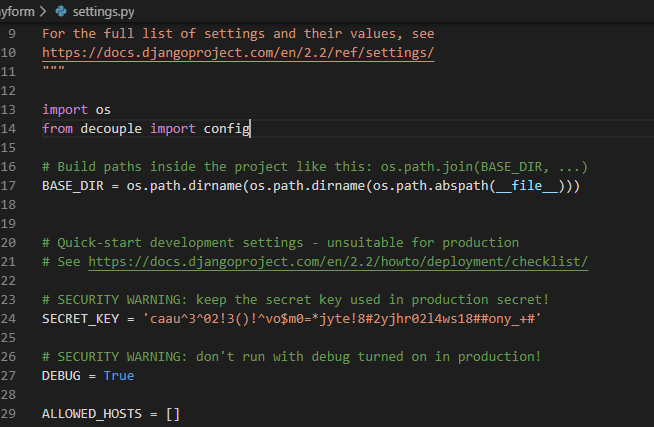 ayform > settings.py
9 For the full list of settings and their values, see
10 https://docs.djangoproject.com/en/2.2/ref/settings/
11 """
12
13 import os
14 from decouple import config
15
16 # Build paths inside the project like this: os.path.join(BASE_DIR, ...)
17 BASE_DIR = os.path.dirname(os.path.dirname(os.path.abspath(__file__)))
18
19
20 # Quick-start development settings - unsuitable for production
21 # See https://docs.djangoproject.com/en/2.2/howto/deployment/checklist/
22
23 # SECURITY WARNING: keep the secret key used in production secret!
24 SECRET_KEY = 'caau^3^02!3()!^vo$m0=*jyte!8#2yjhr02l4ws18##ony_+#'
25
26 # SECURITY WARNING: don't run with debug turned on in production!
27 DEBUG = True
28
29 ALLOWED_HOSTS = []